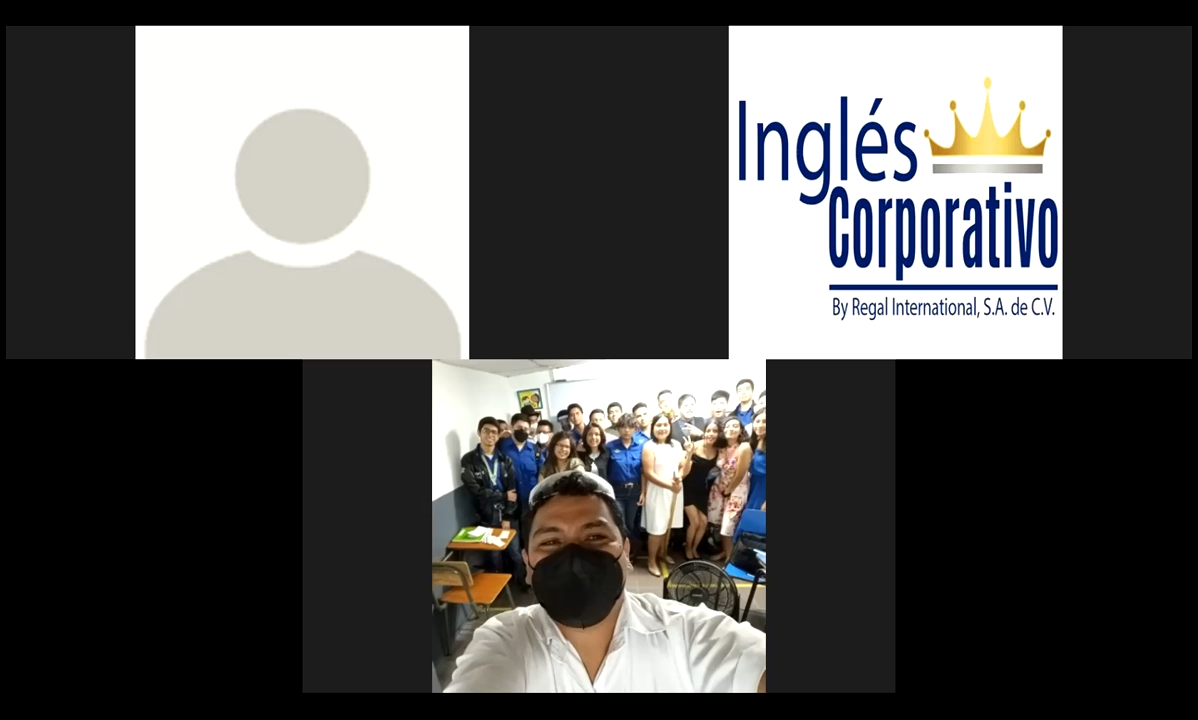 Inglés
Corporativo
By Regal International, S.A. de C.V.